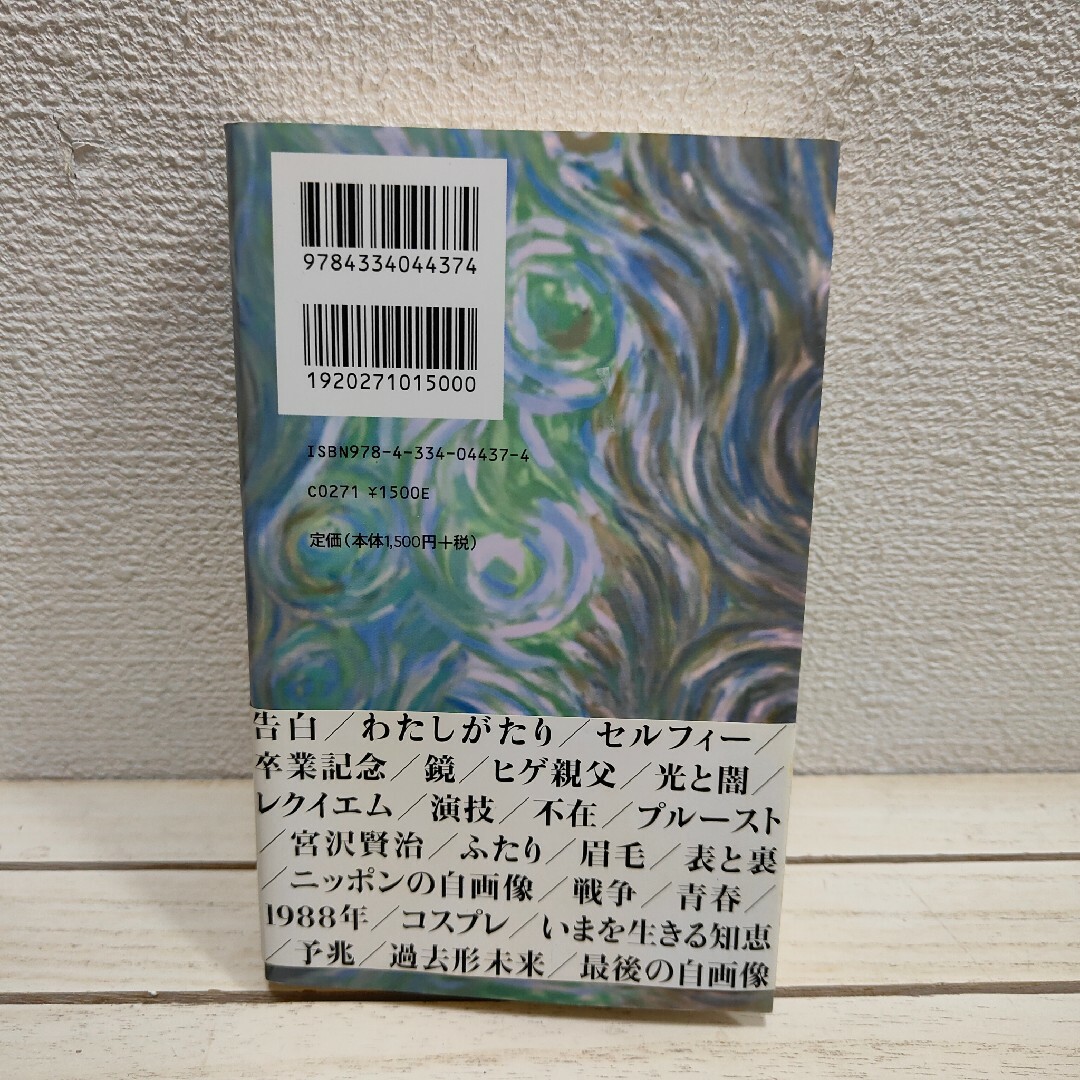 9784334044374
1920271015000
ISBN978-4-334-04437-4
C0271 ¥1500E
定価(本体1,500円+税)
告白/わたしがたり/セルフィー/
卒業記念/鏡/ヒゲ親父/光と闇/
レクイエム/演技/不在/プルースト
/宮沢賢治/ふたり/眉毛/表と裏
/ニッポンの自画像/戦争/青春/
1988年/コスプレ/いまを生きる知恵
/予兆/過去形未来/最後の自画像